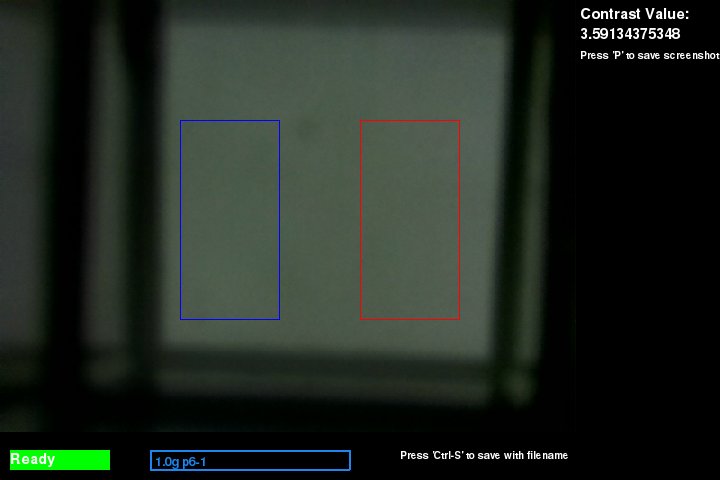 Contrast Value:
3.59134375348
Press 'P' to save screenshot
Ready
1.0g p6-1
Press 'Ctrl-S' to save with filename